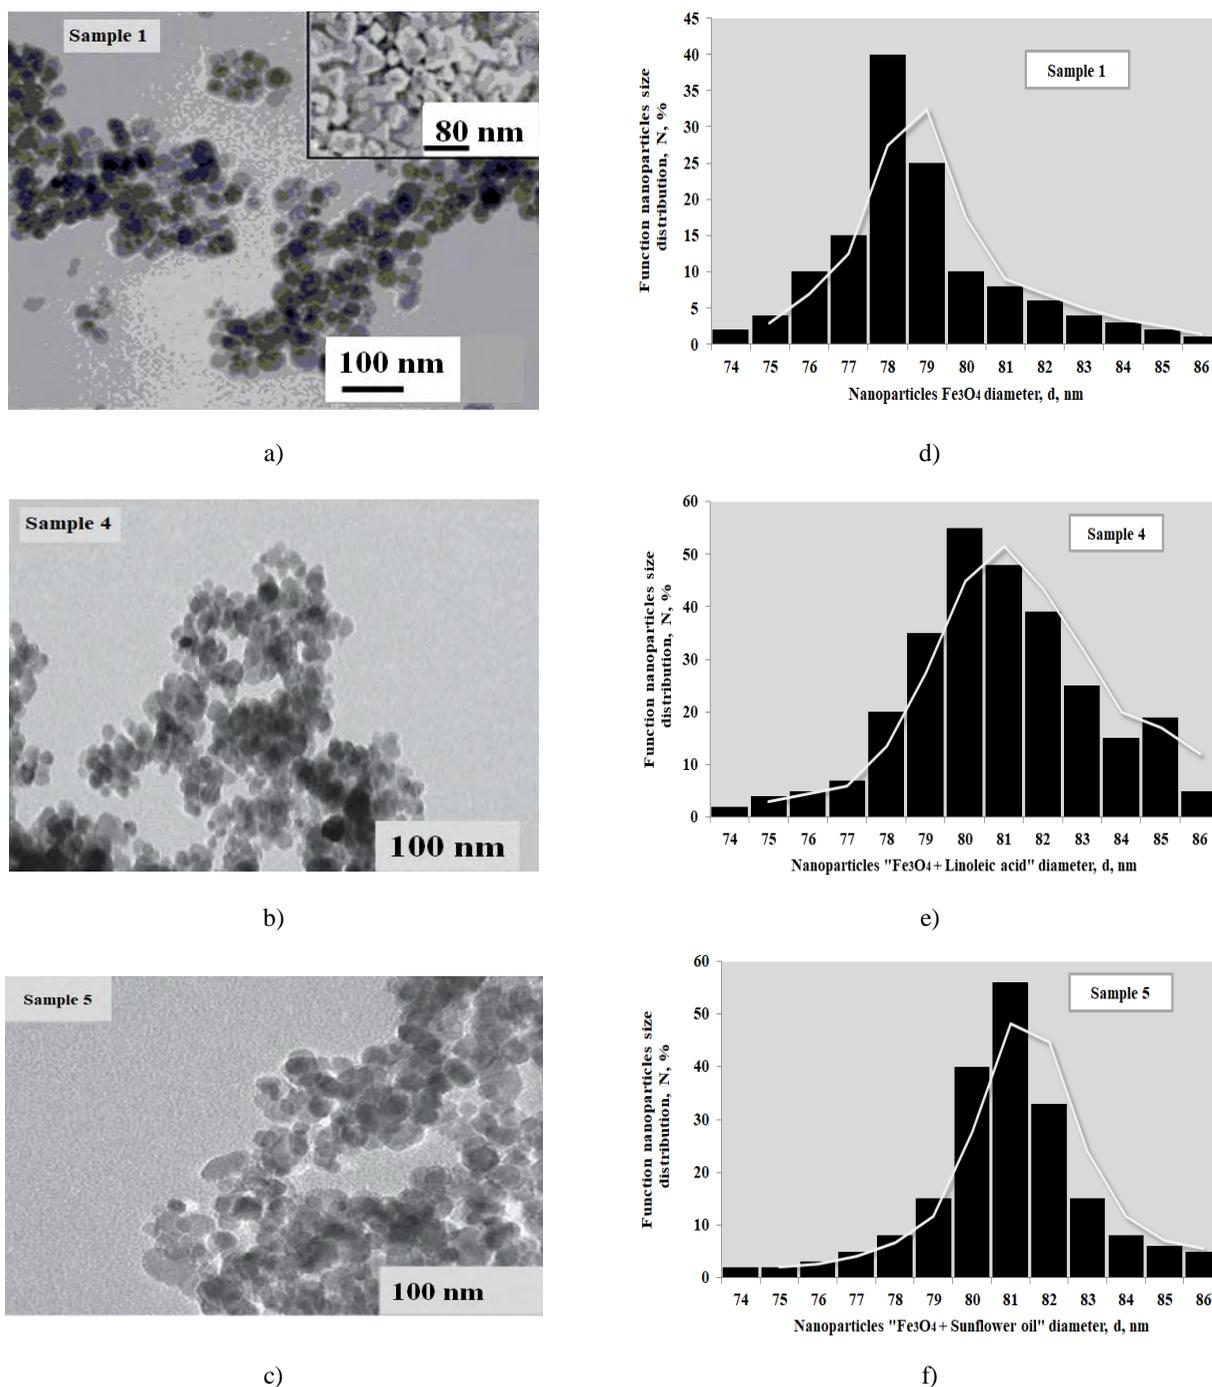 Sample 1
80 nm
100 nm
a)
Function nanoparticles size
distribution, N, %
45
40
35
30
25
20
15
10
5
0
Sample 1
74 75 76 77 78 79 80 81 82 83 84 85 86
Nanoparticles Fe3O4 diameter, d, nm
d)
Sample 4
100 nm
b)
Function nanoparticles size
distribution, N, %
60
50
40
30
20
10
0
Sample 4
74 75 76 77 78 79 80 81 82 83 84 85 86
Nanoparticles "Fe3O4 + Linoleic acid" diameter, d, nm
e)
Sample 5
100 nm
c)
Function nanoparticles size
distribution, N, %
60
50
40
30
20
10
0
Sample 5
74 75 76 77 78 79 80 81 82 83 84 85 86
Nanoparticles "Fe3O4 + Sunflower oil" diameter, d, nm
f)